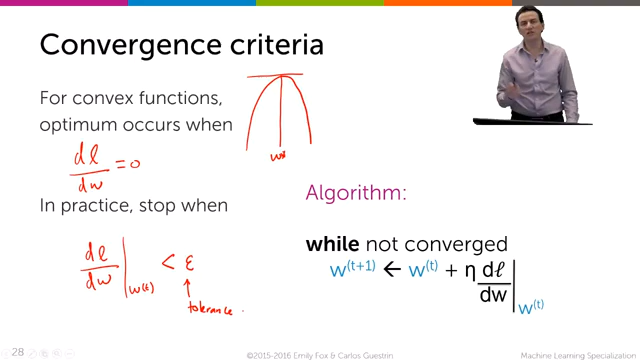 Convergence criteria
For convex functions,
optimum occurs when
dℓ
dw
= 0
w*
In practice, stop when
dℓ
dw
w(t)
< ε
tolerance
Algorithm:
while not converged
w(t+1) ← w(t) + η dℓ
dw
w(t)
28
©2015-2016 Emily Fox & Carlos Guestrin
Machine Learning Specialization